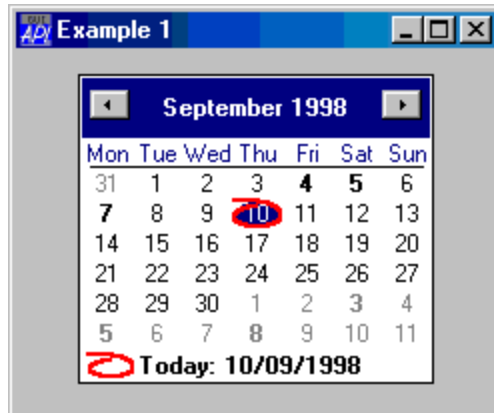 Example 1
September 1998
Mon Tue Wed Thu Fri Sat Sun
31 1 2 3 4 5 6
7 8 9 10 11 12 13
14 15 16 17 18 19 20
21 22 23 24 25 26 27
28 29 30 1 2 3 4
5 6 7 8 9 10 11
Today: 10/09/1998